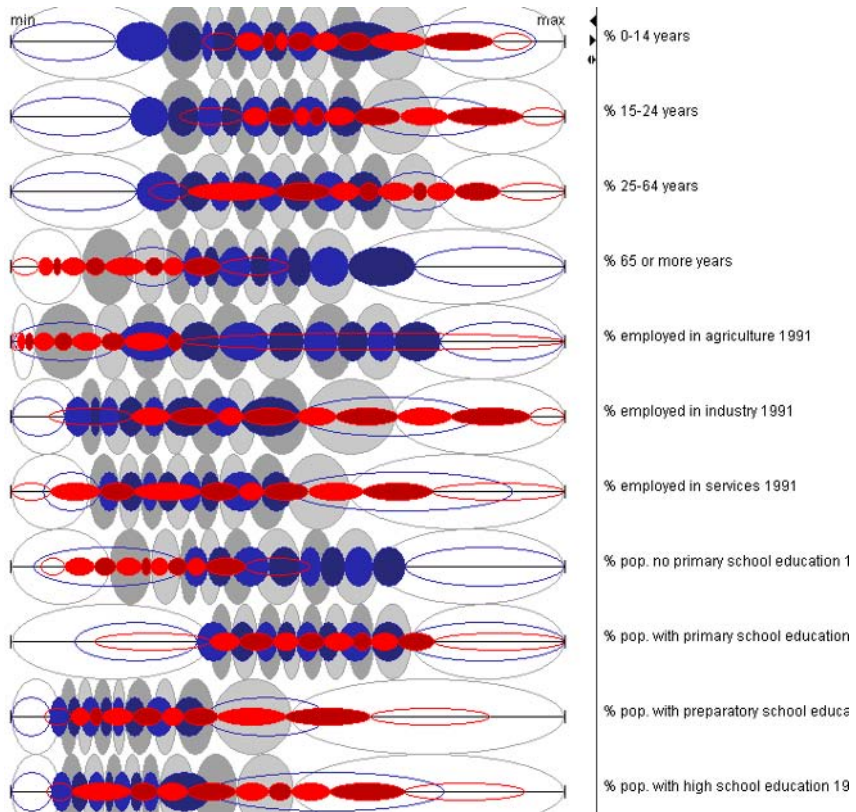 min max
% 0-14 years
% 15-24 years
% 25-64 years
% 65 or more years
% employed in agriculture 1991
% employed in industry 1991
% employed in services 1991
% pop. no primary school education 1
% pop. with primary school education
% pop. with preparatory school educa
% pop. with high school education 19